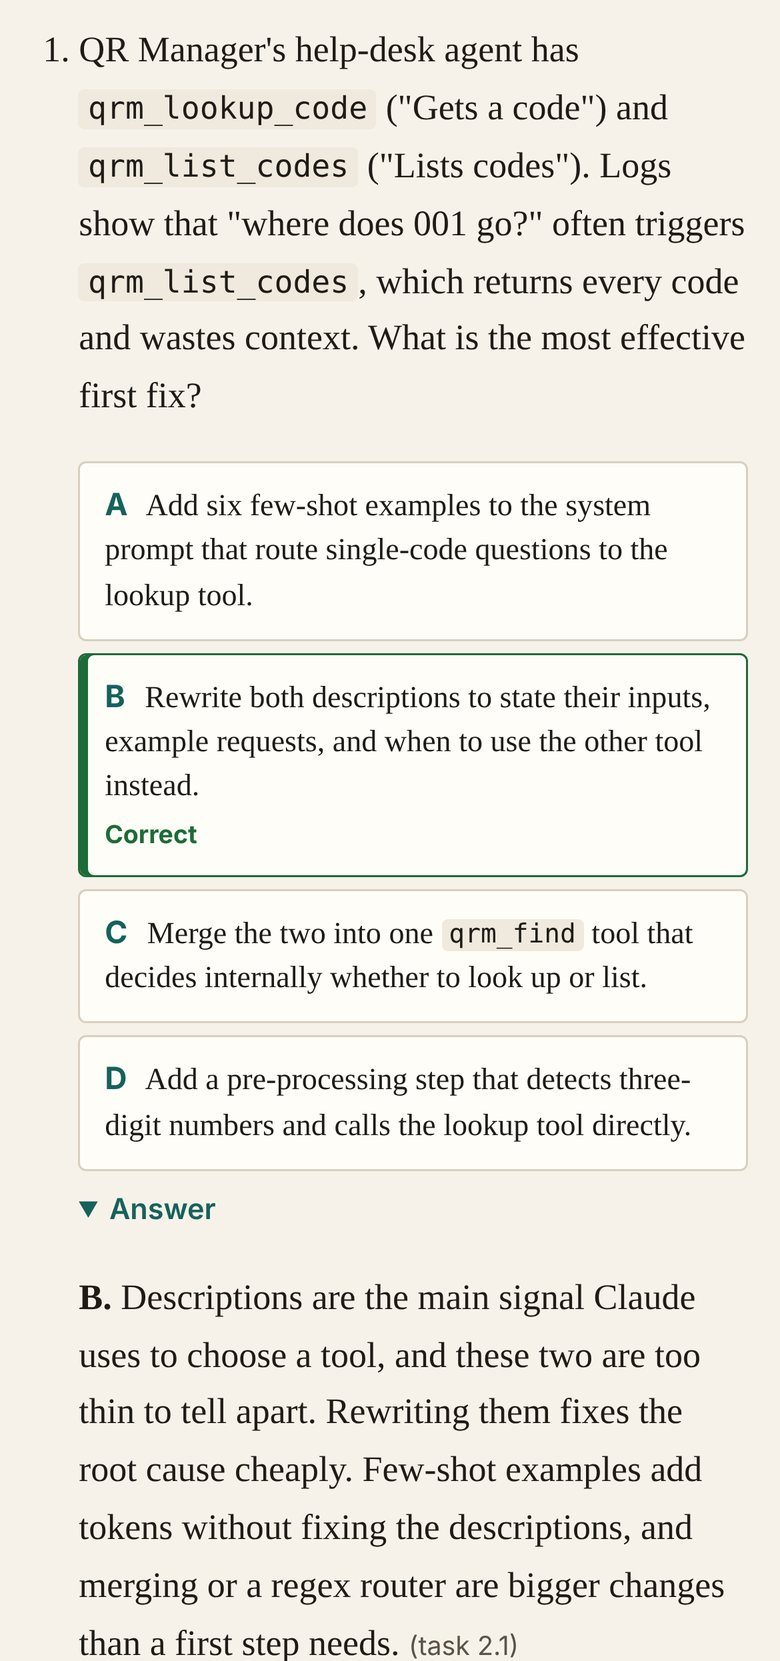 1. QR Manager's help-desk agent has
qrm_lookup_code ("Gets a code") and
qrm_list_codes ("Lists codes"). Logs
show that "where does 001 go?" often triggers
qrm_list_codes, which returns every code
and wastes context. What is the most effective
first fix?
A Add six few-shot examples to the system
prompt that route single-code questions to the
lookup tool.
B Rewrite both descriptions to state their inputs,
example requests, and when to use the other tool
instead.
Correct
C Merge the two into one qrm_find tool that
decides internally whether to look up or list.
D Add a pre-processing step that detects three-
digit numbers and calls the lookup tool directly.
▼ Answer
B. Descriptions are the main signal Claude
uses to choose a tool, and these two are too
thin to tell apart. Rewriting them fixes the
root cause cheaply. Few-shot examples add
tokens without fixing the descriptions, and
merging or a regex router are bigger changes
than a first step needs. (task 2.1)